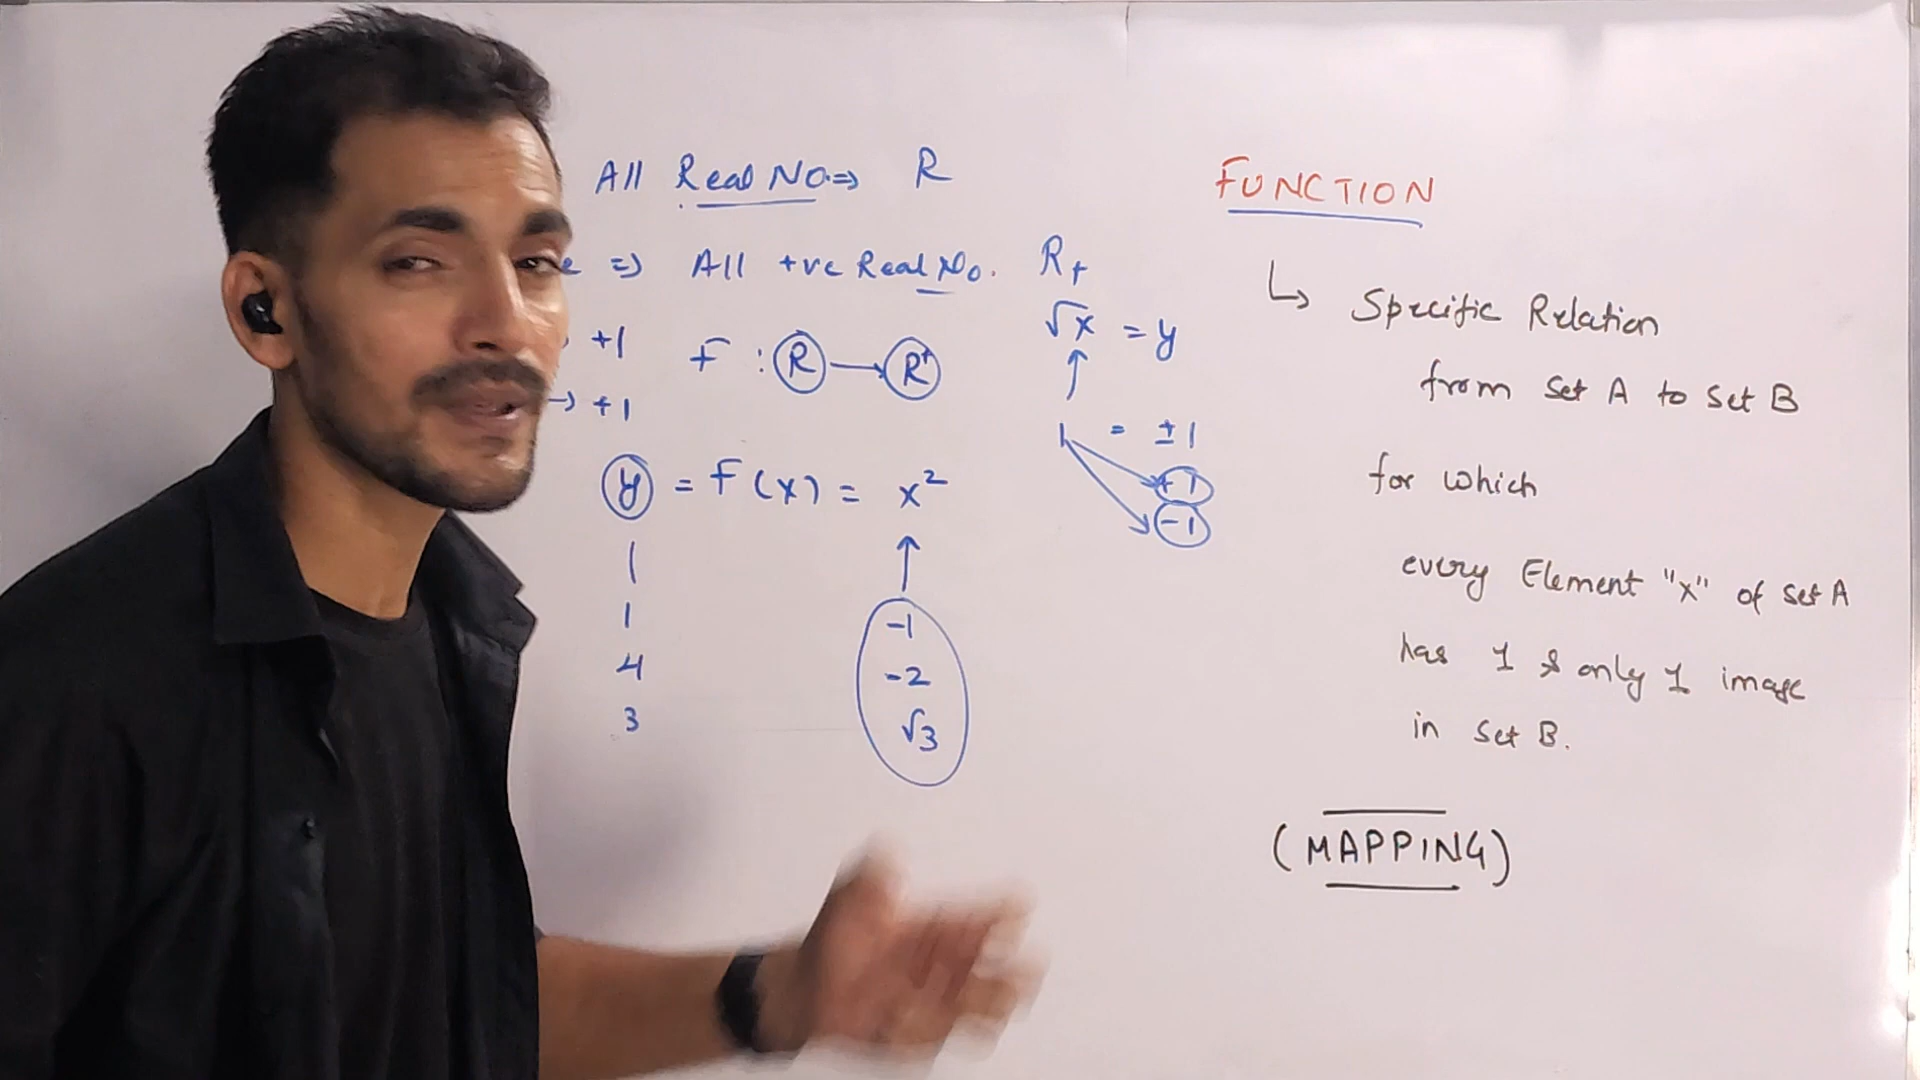 All Real No. => R
=> All +ve Real No. R+
+1
F : R → R+
√x = y
→ +1
1 = ±1
+1
-1
y = F(x) = x²
1
1 -1
4 -2
3 √3
FUNCTION
↳ Specific Relation
from Set A to Set B
for which
every Element "x" of Set A
has 1 & only 1 image
in Set B.
(MAPPING)